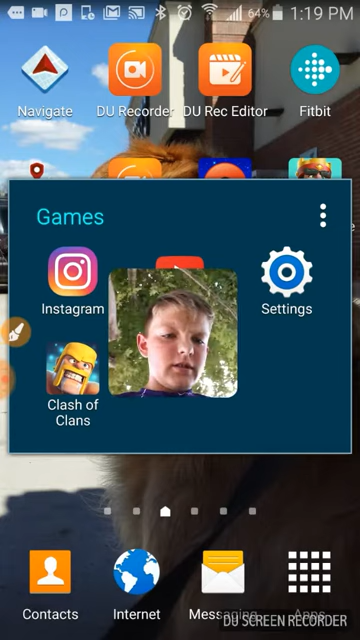 64% 1:19 PM
Navigate DU Recorder DU Rec Editor Fitbit
Games
Instagram Settings
Clash of
Clans
Contacts Internet Messaging Apps
DU SCREEN RECORDER